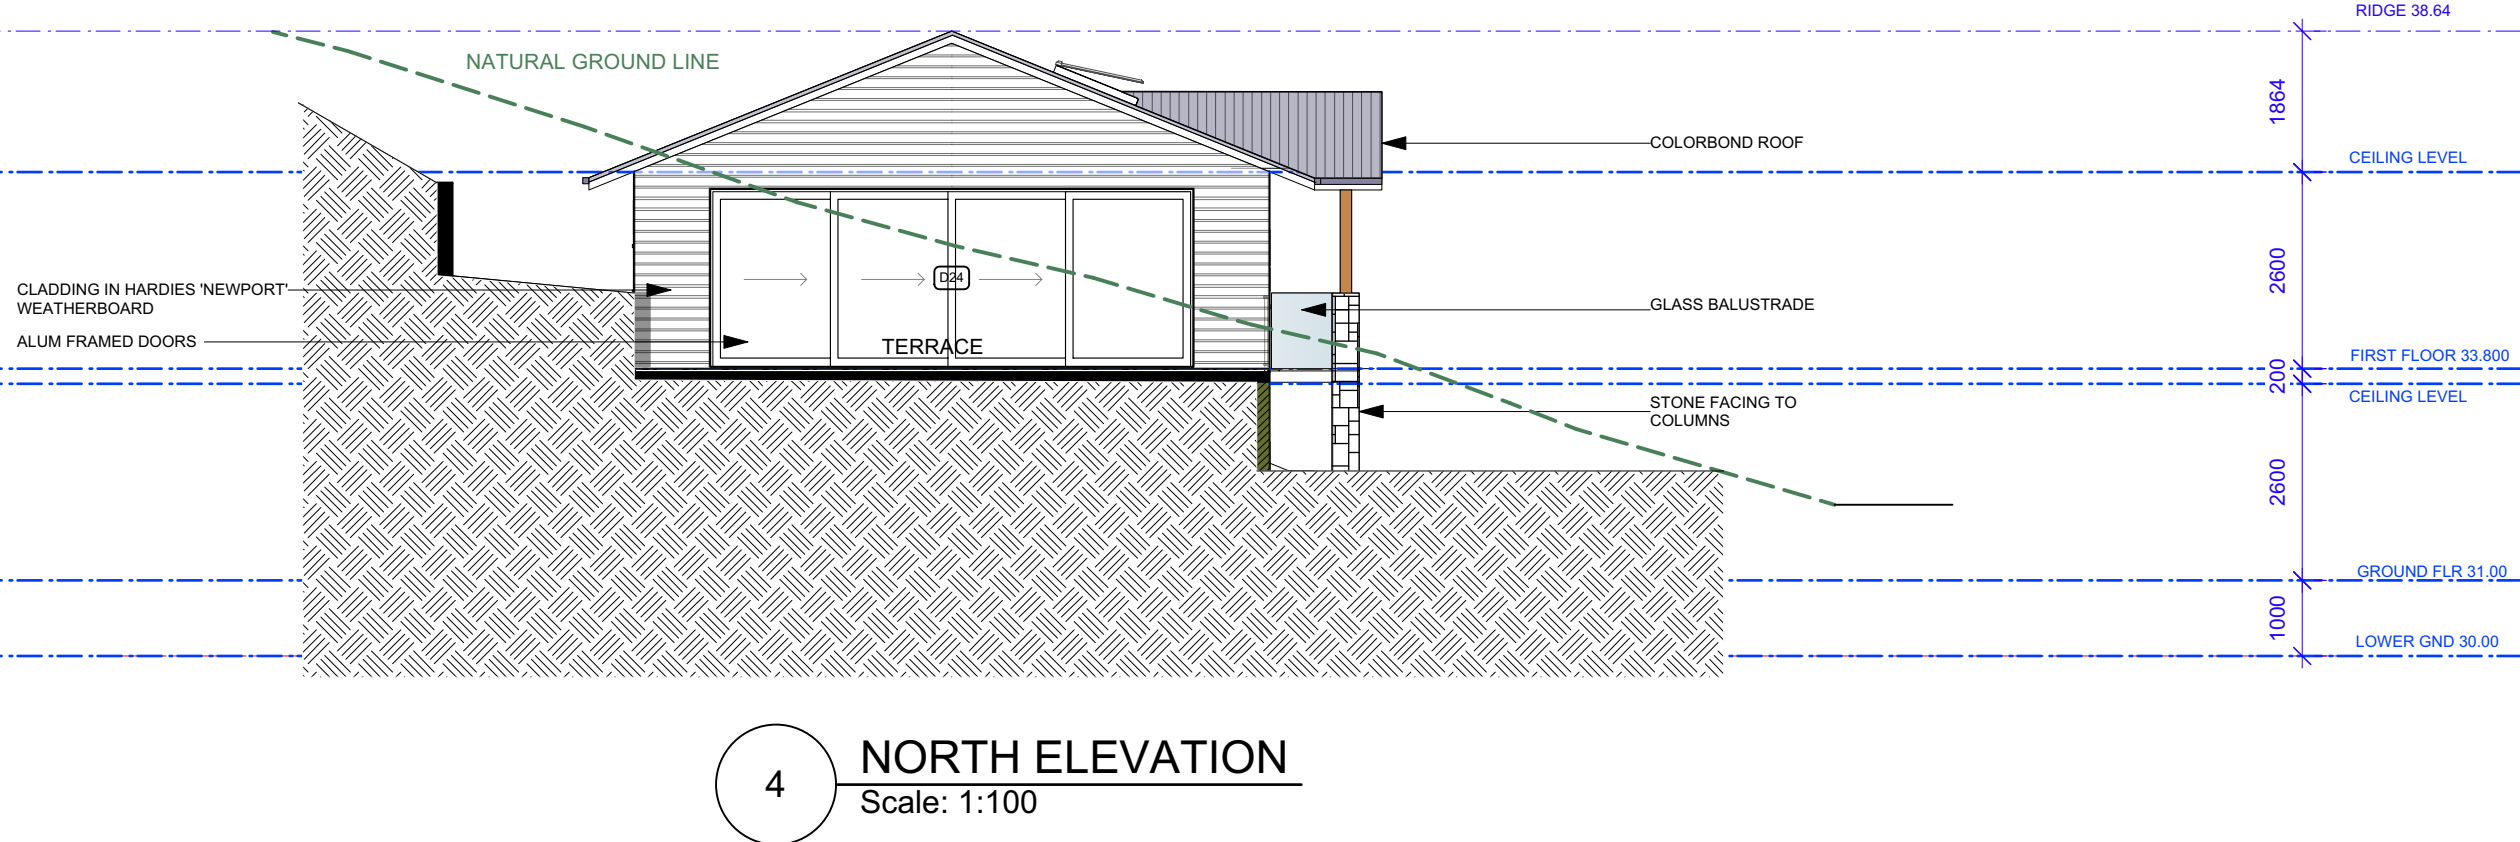 RIDGE 38.64
NATURAL GROUND LINE
1864
COLORBOND ROOF
CEILING LEVEL
2600
D24
CLADDING IN HARDIES 'NEWPORT'
WEATHERBOARD
GLASS BALUSTRADE
ALUM FRAMED DOORS
TERRACE
FIRST FLOOR 33.800
200
CEILING LEVEL
STONE FACING TO
COLUMNS
2600
GROUND FLR 31.00
1000
LOWER GND 30.00
4
NORTH ELEVATION
Scale: 1:100